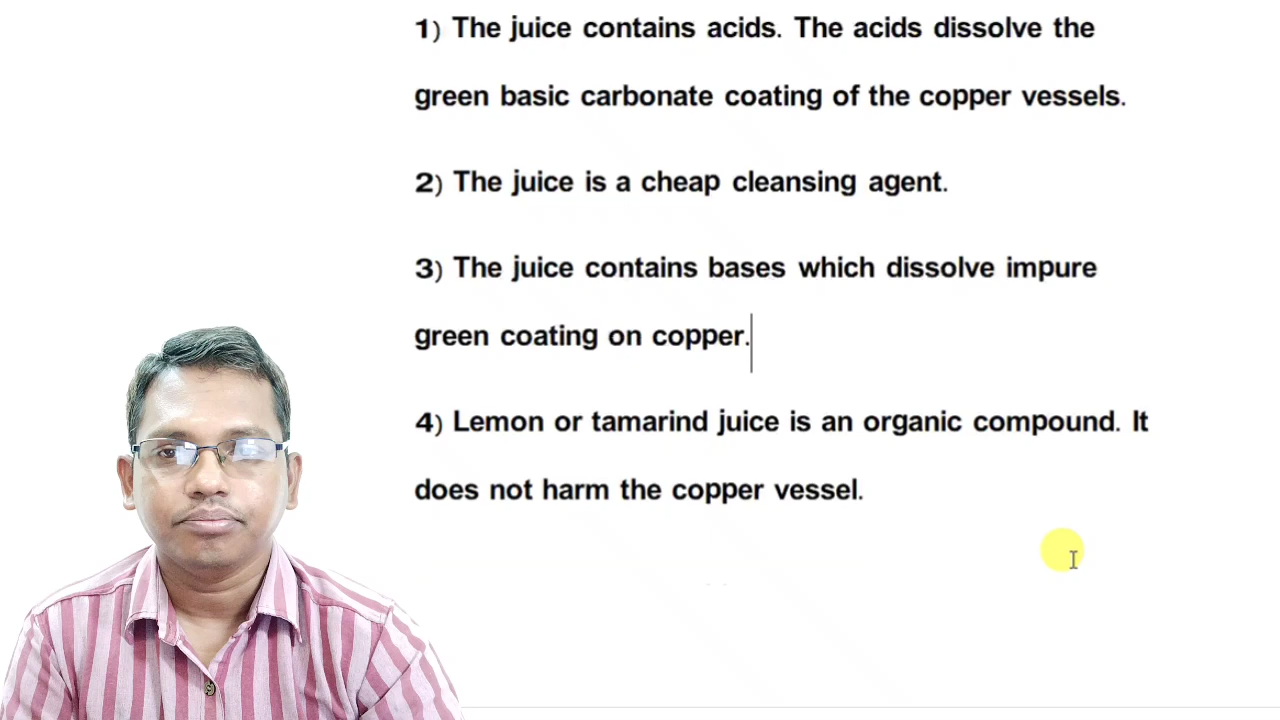 1) The juice contains acids. The acids dissolve the
green basic carbonate coating of the copper vessels.
2) The juice is a cheap cleansing agent.
3) The juice contains bases which dissolve impure
green coating on copper.
4) Lemon or tamarind juice is an organic compound. It
does not harm the copper vessel.